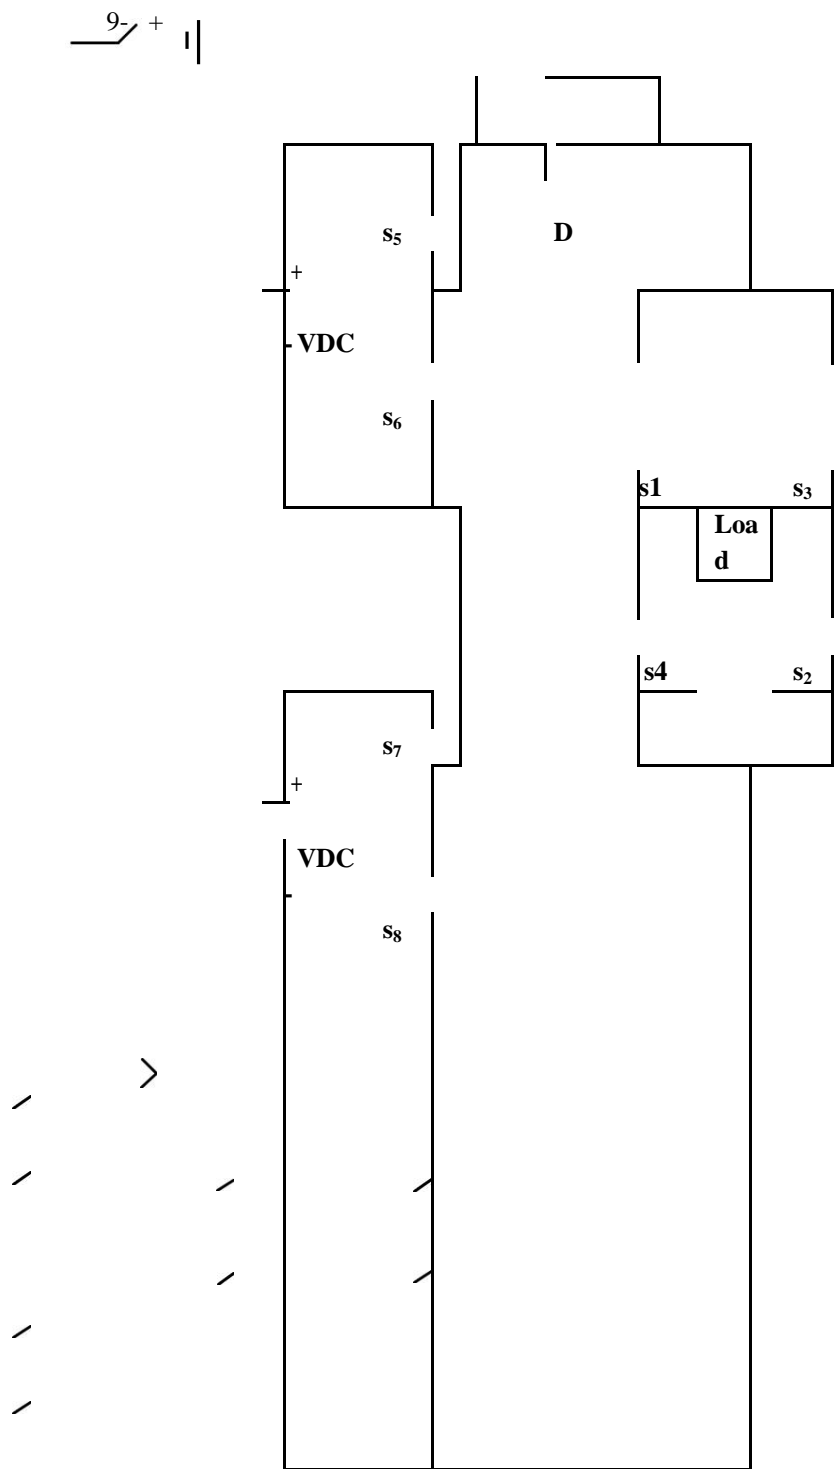 9- +
s₅ D
+
- VDC
s₆
s1 s₃
Loa
d
s4 s₂
s₇
+
VDC
-
s₈